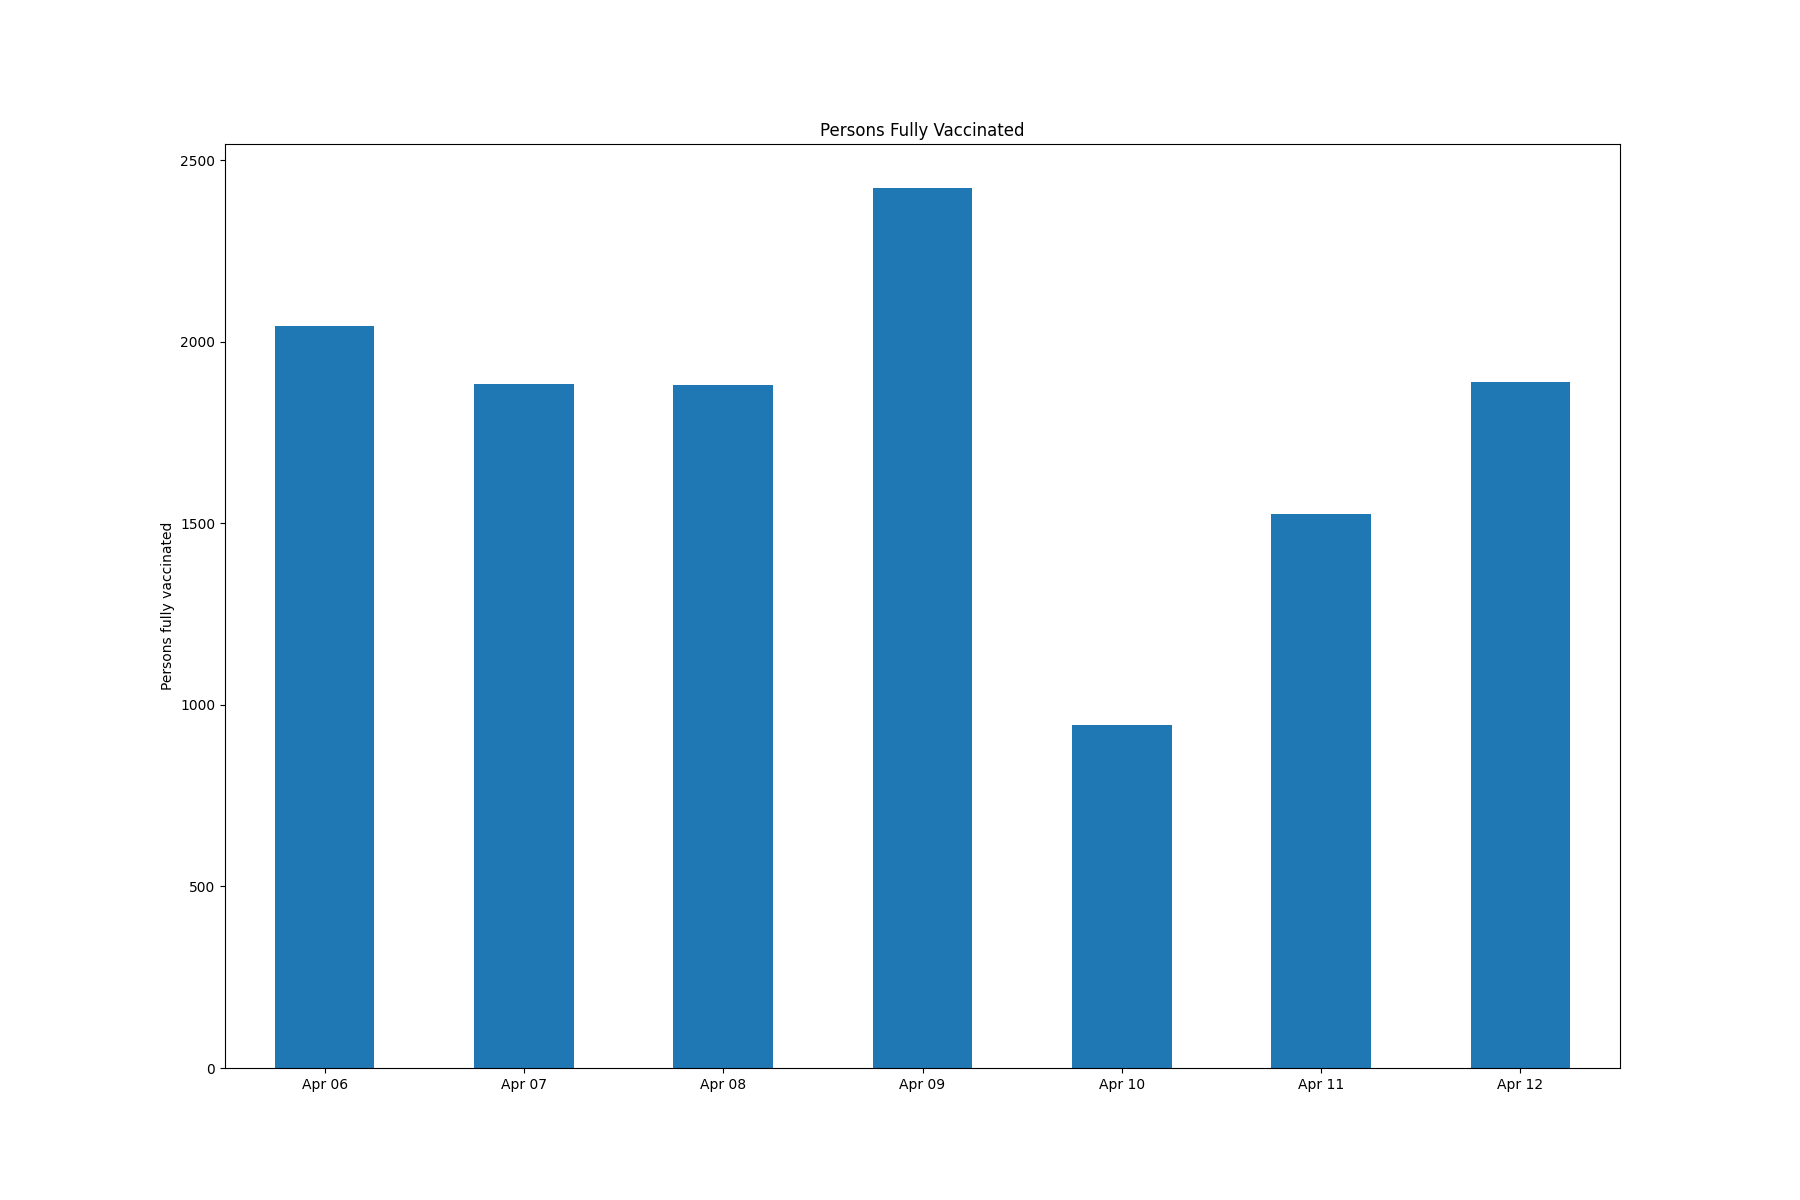 Persons Fully Vaccinated
2500
2000
1500
1000
500
0
Persons fully vaccinated
Apr 06
Apr 07
Apr 08
Apr 09
Apr 10
Apr 11
Apr 12